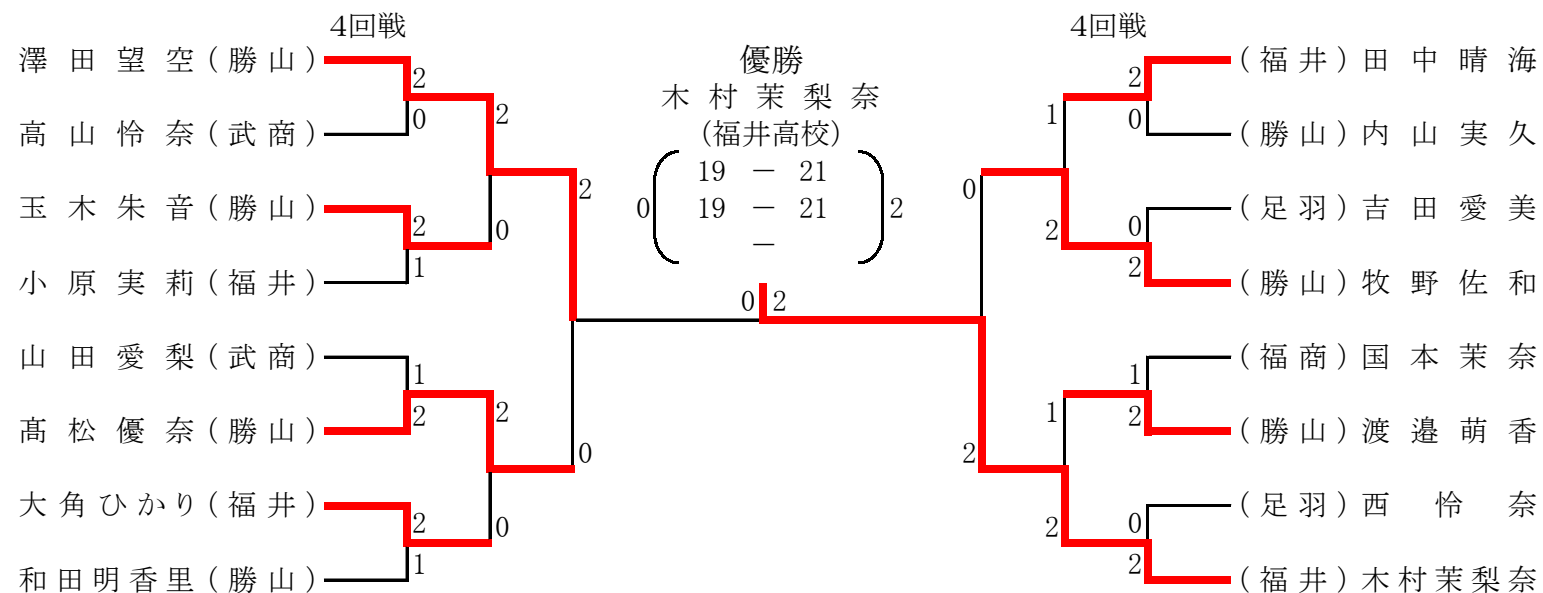 4回戦
澤田望空(勝山)
2
0
高山怜奈(武商)
2
玉木朱音(勝山)
2
0
1
小原実莉(福井)
2
山田愛梨(武商)
1
2
髙松優奈(勝山)
2
0
大角ひかり(福井)
2
0
1
和田明香里(勝山)
優勝
木村茉梨奈
(福井高校)
19 － 21
0 19 － 21 2
－
0 2
4回戦
(福井)田中晴海
2
0
1
(勝山)内山実久
0
(足羽)吉田愛美
0
2
2
(勝山)牧野佐和
(福商)国本茉奈
1
2
1
(勝山)渡邉萌香
2
(足羽)西怜奈
0
2
2
(福井)木村茉梨奈